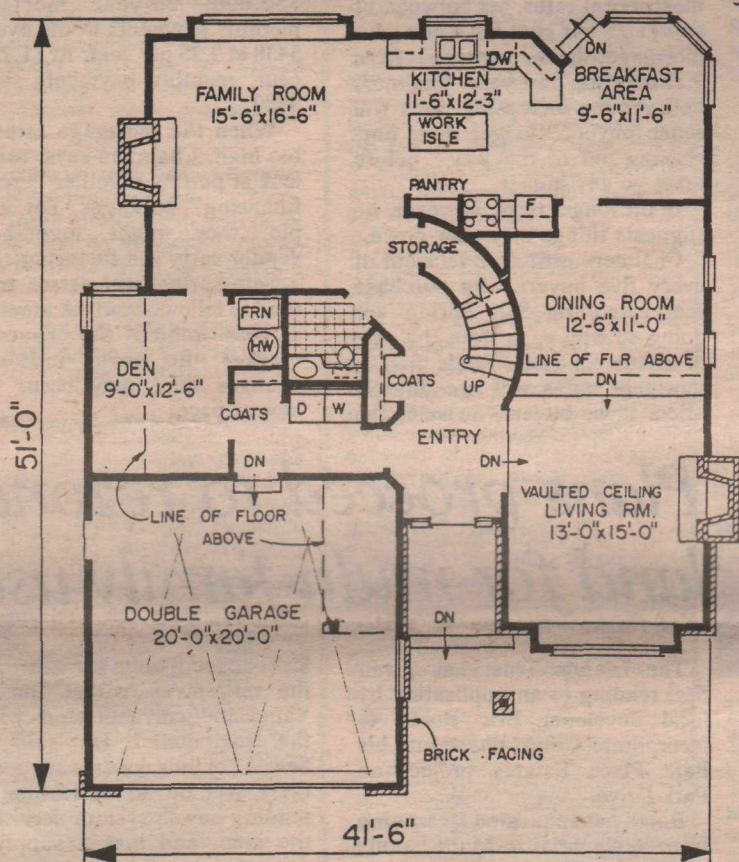 DN
KITCHEN
11'-6"x12'-3"
DW
BREAKFAST
AREA
9'-6"x11'-6"
FAMILY ROOM
15'-6"x16'-6"
WORK
ISLE
PANTRY
F
STORAGE
DINING ROOM
12'-6"x11'-0"
LINE OF FLR ABOVE
DN
UP
FRN
HW
DEN
9'-0"x12'-6"
COATS
COATS
D W
ENTRY
DN
DN
VAULTED CEILING
LIVING RM.
13'-0"x15'-0"
LINE OF FLOOR
ABOVE
DOUBLE GARAGE
20'-0"x20'-0"
DN
BRICK FACING
51'-0"
41'-6"